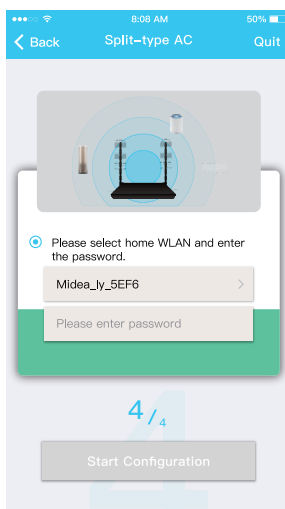 8:08 AM
50%
Back
Split-type AC
Quit
Please select home WLAN and enter
the password.
Midea_ly_5EF6
Please enter password
4/4
Start Configuration